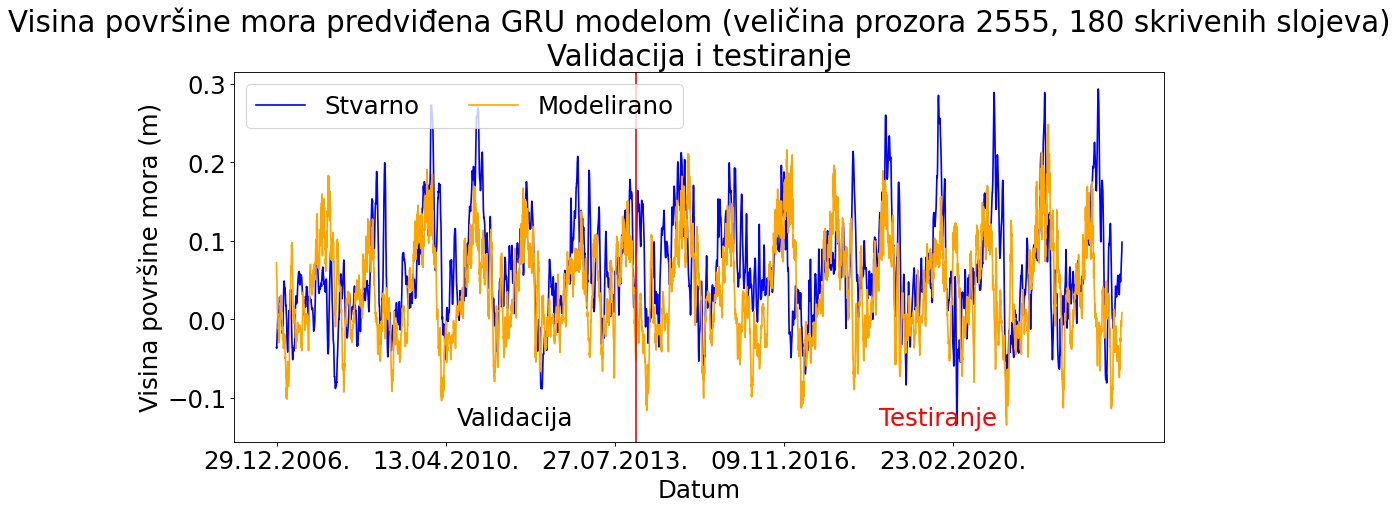 Visina površine mora predviđena GRU modelom (veličina prozora 2555, 180 skrivenih slojeva)
Validacija i testiranje
Stvarno Modelirano
Visina površine mora (m)
0.3
0.2
0.1
0.0
−0.1
Validacija Testiranje
29.12.2006. 13.04.2010. 27.07.2013. 09.11.2016. 23.02.2020.
Datum